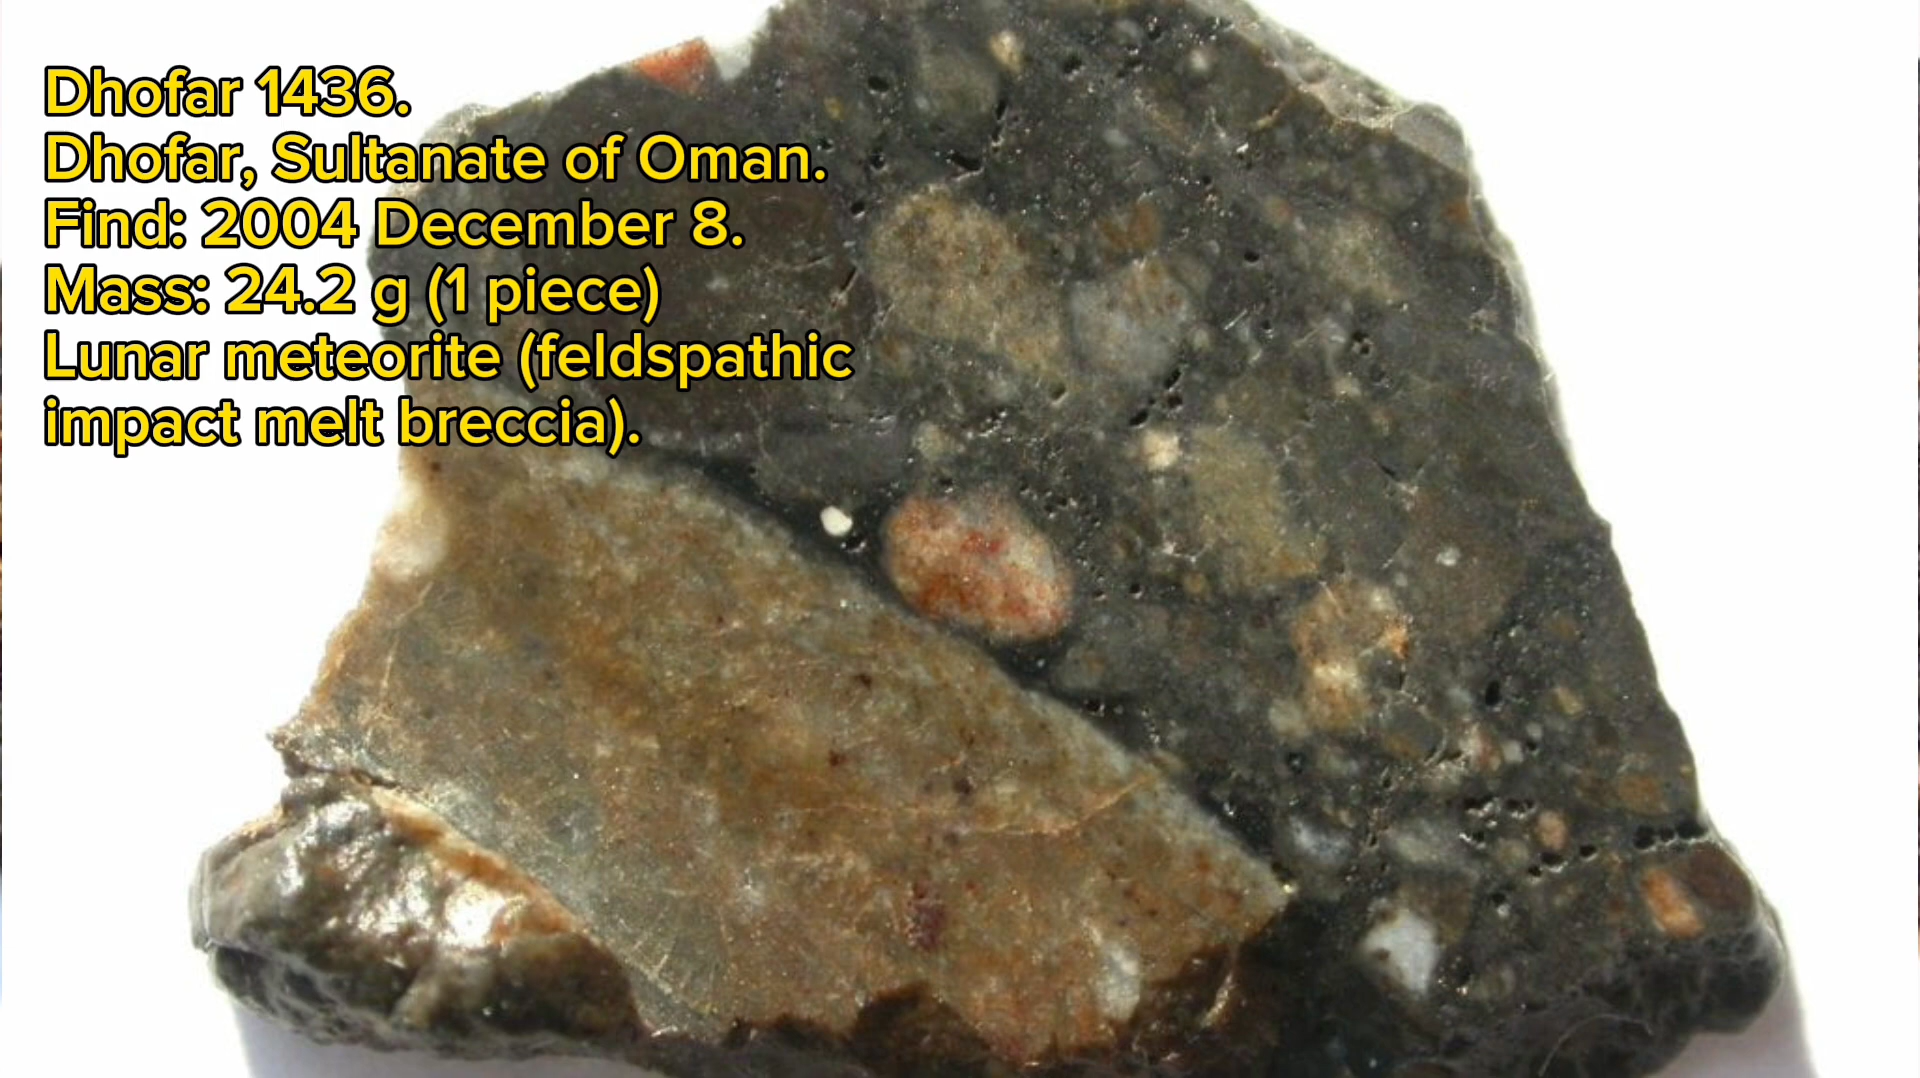 Dhofar 1436.
Dhofar, Sultanate of Oman.
Find: 2004 December 8.
Mass: 24.2 g (1 piece)
Lunar meteorite (feldspathic
impact melt breccia).